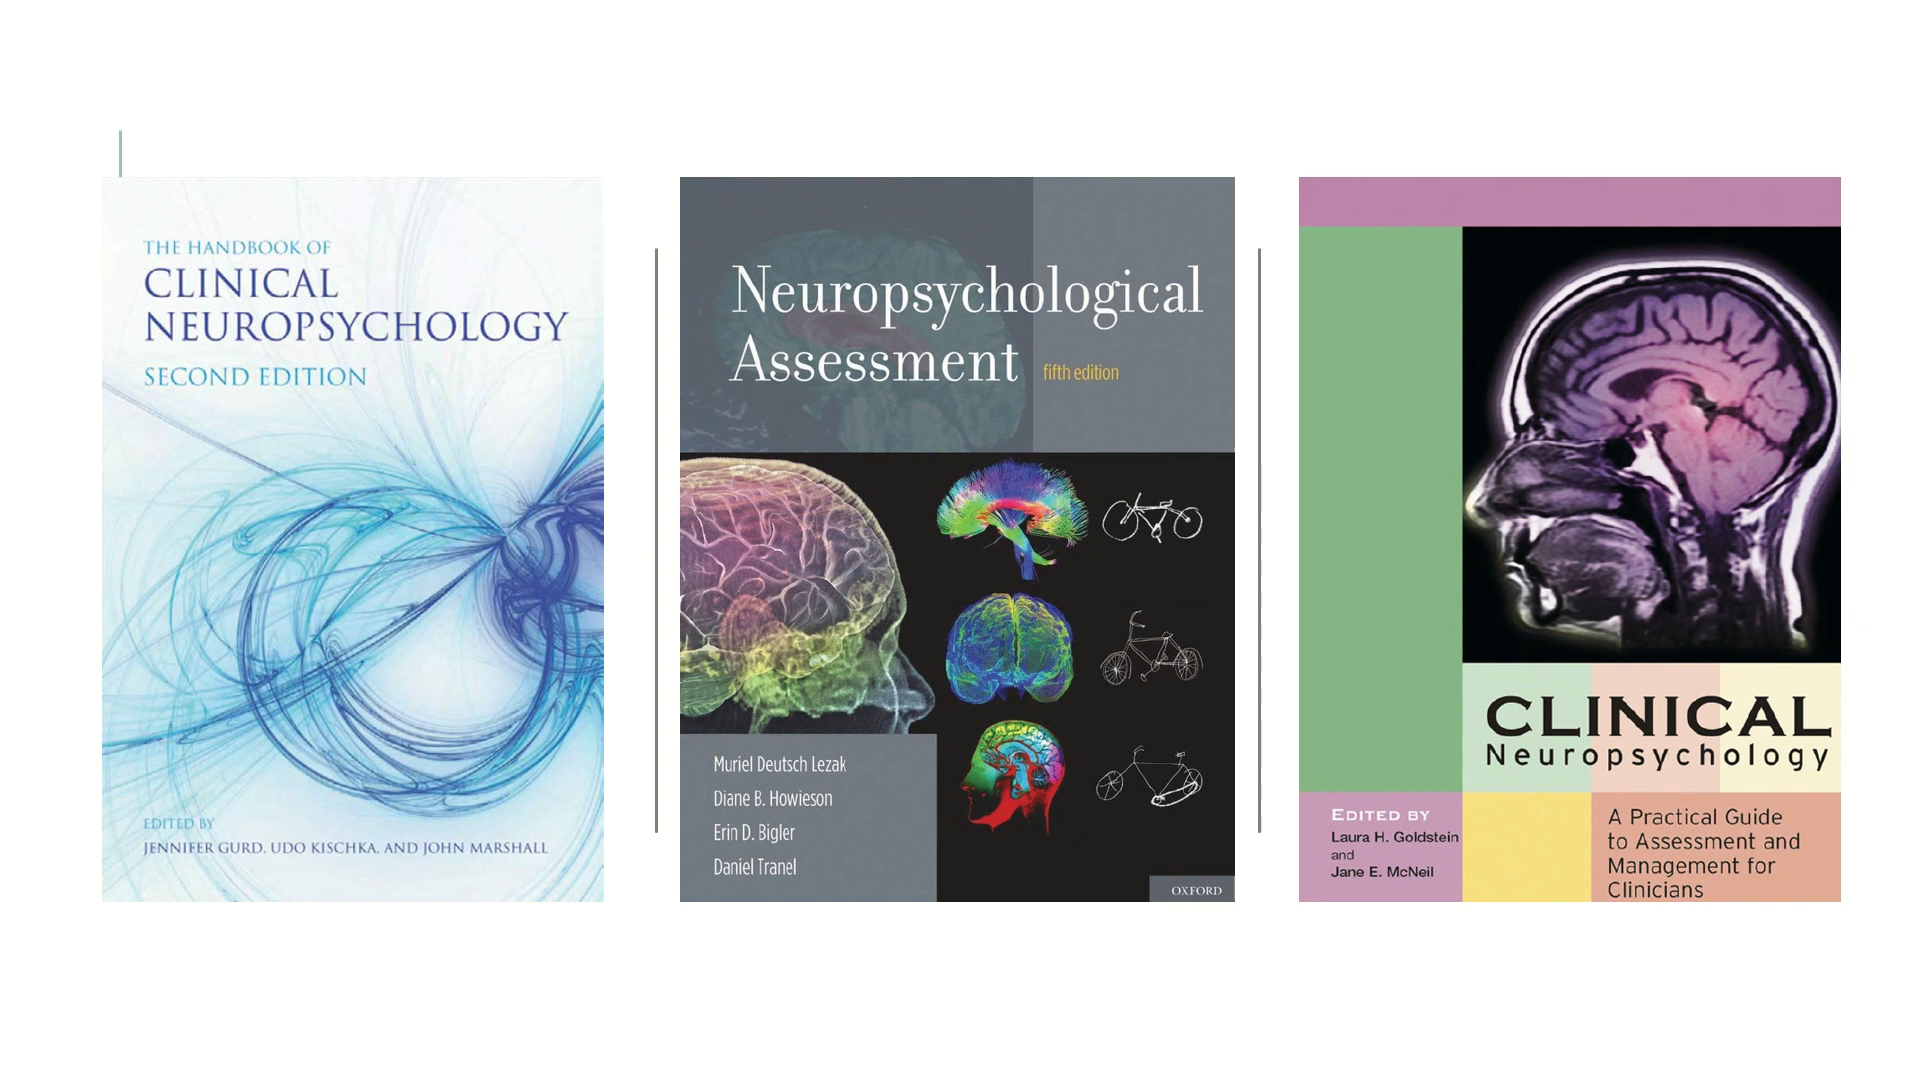 THE HANDBOOK OF
CLINICAL
NEUROPSYCHOLOGY
SECOND EDITION
EDITED BY
JENNIFER GURD, UDO KISCHKA, AND JOHN MARSHALL
Neuropsychological
Assessment fifth edition
Muriel Deutsch Lezak
Diane B. Howieson
Erin D. Bigler
Daniel Tranel
OXFORD
CLINICAL
Neuropsychology
EDITED BY
Laura H. Goldstein
and
Jane E. McNeil
A Practical Guide
to Assessment and
Management for
Clinicians